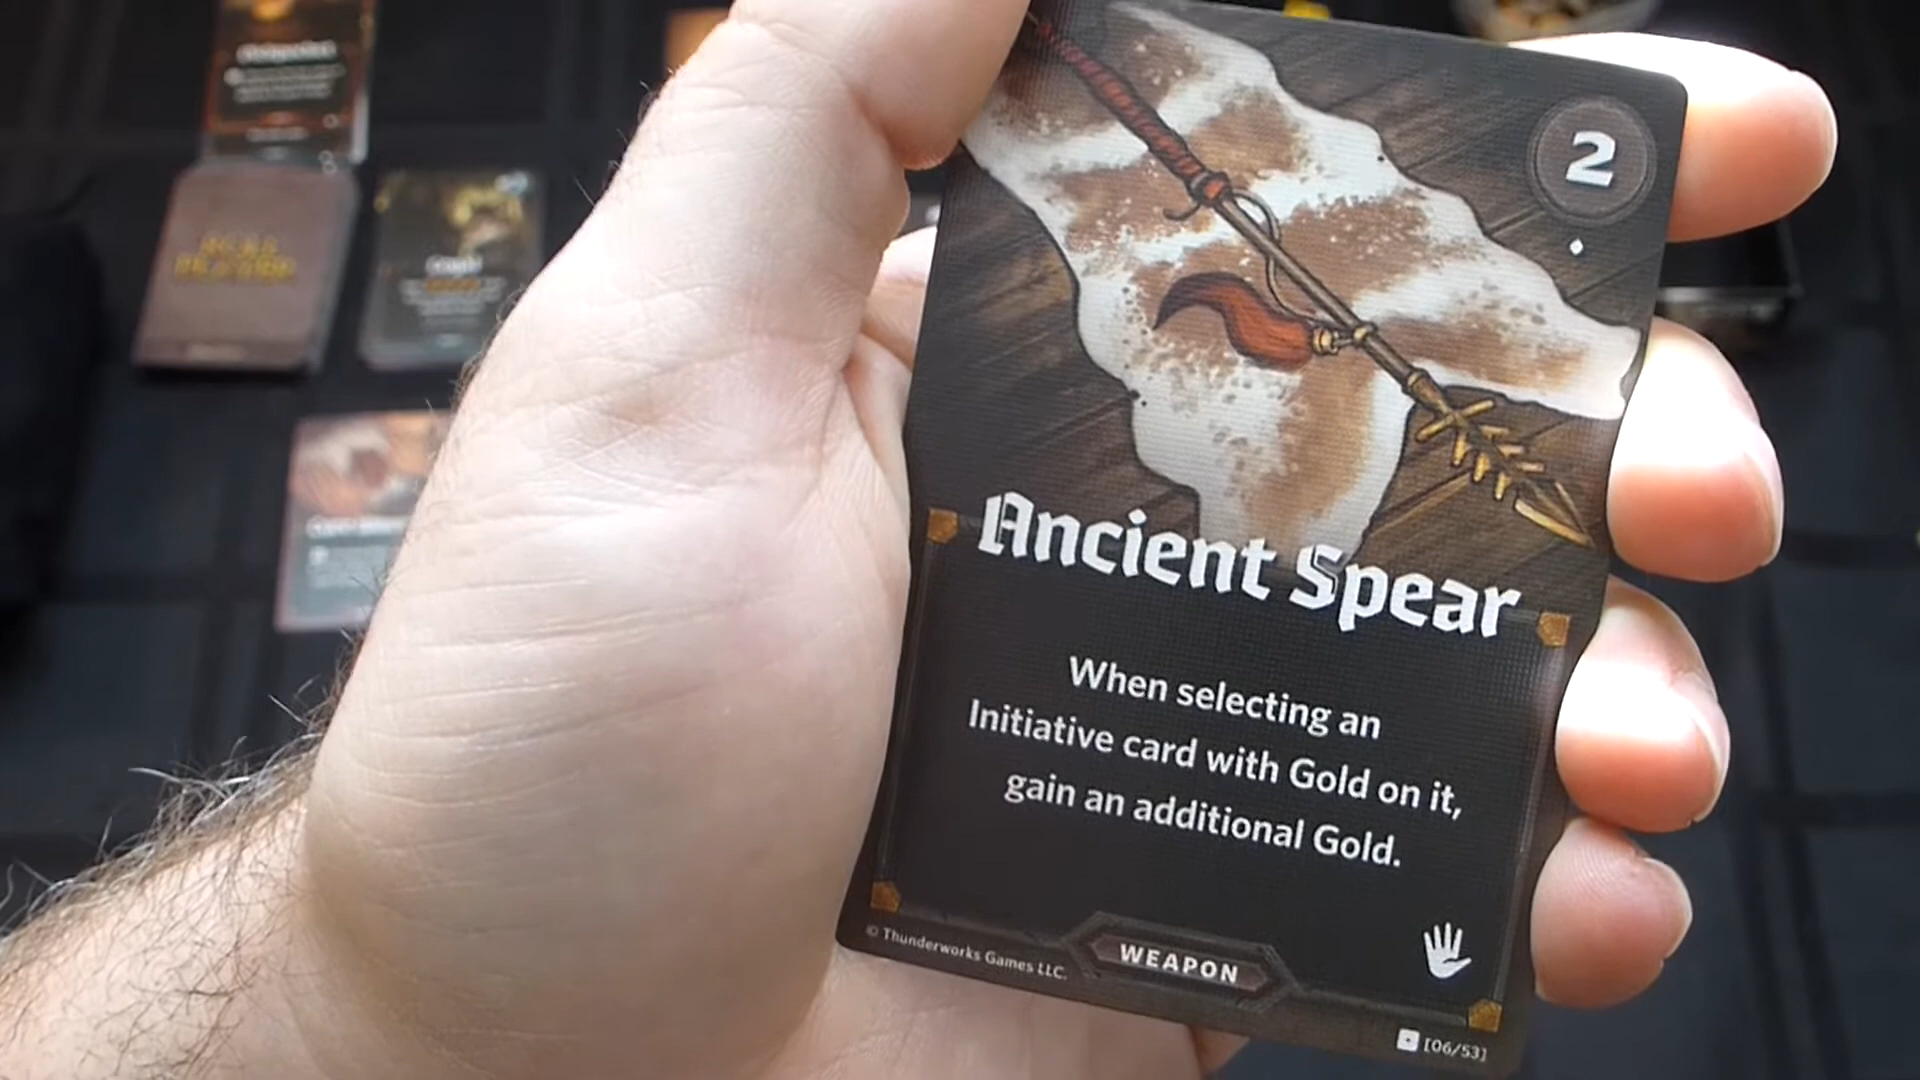 2
Ancient Spear
When selecting an
Initiative card with Gold on it,
gain an additional Gold.
© Thunderworks Games LLC.
WEAPON
[06/53]